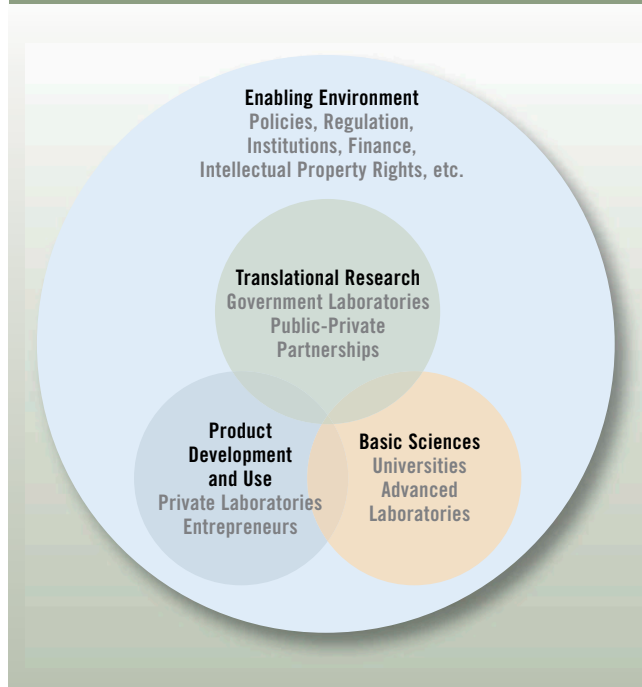 Enabling Environment
Policies, Regulation,
Institutions, Finance,
Intellectual Property Rights, etc.
Translational Research
Government Laboratories
Public-Private
Partnerships
Product
Development
and Use
Private Laboratories
Entrepreneurs
Basic Sciences
Universities
Advanced
Laboratories